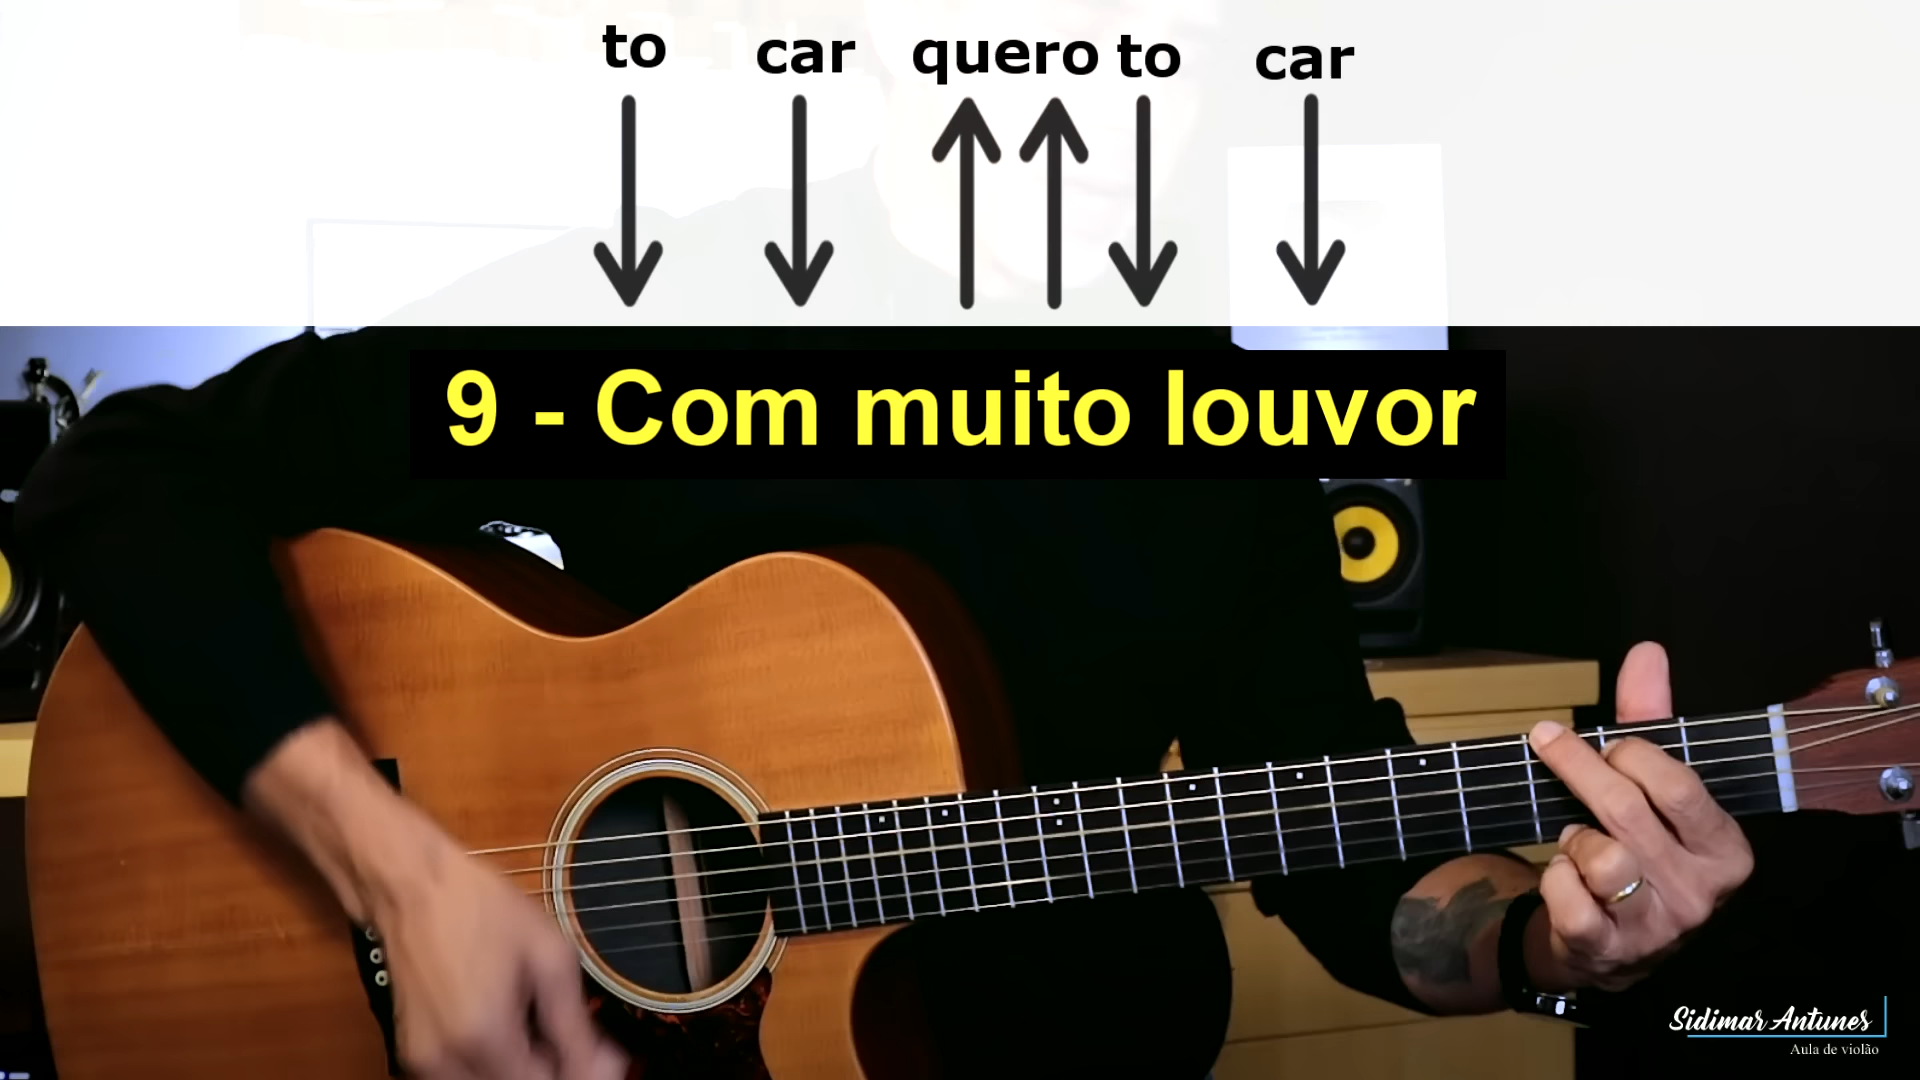 to car quero to car
9 - Com muito louvor
Sidimar Antunes
Aula de violão